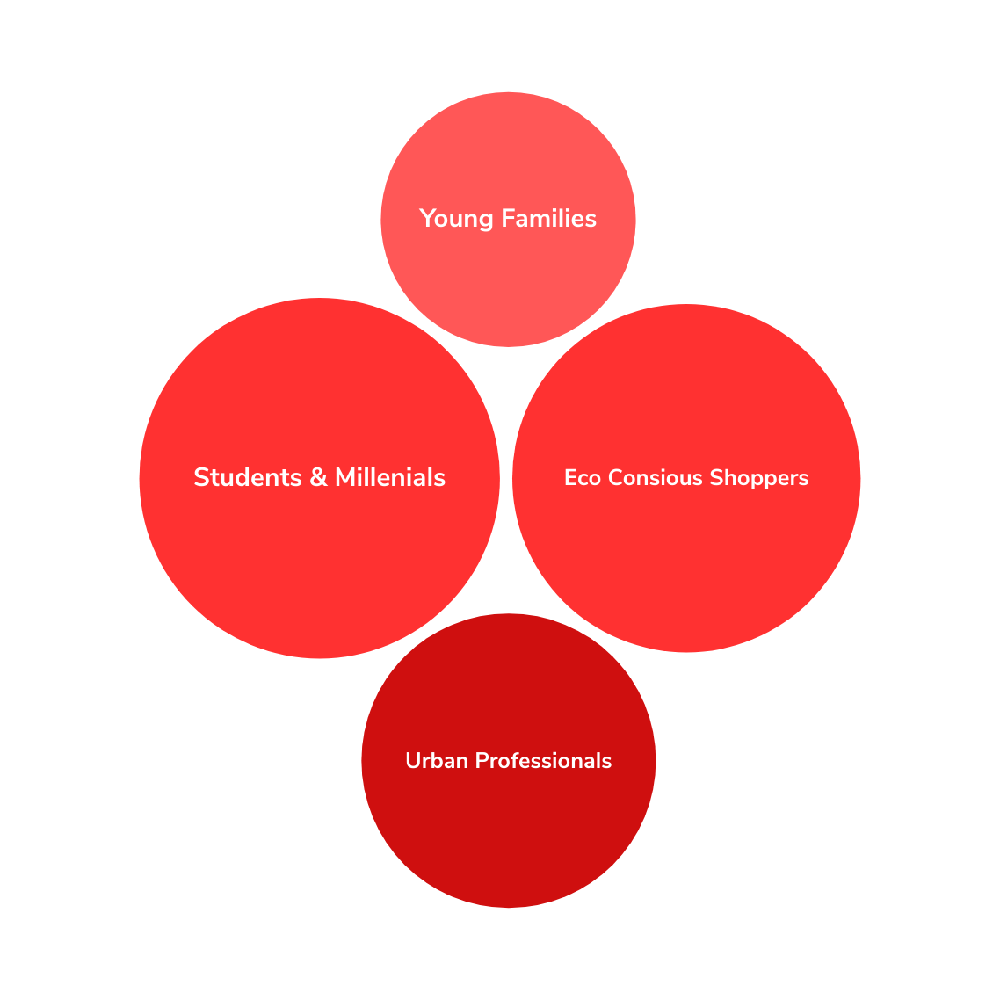 Young Families
Students & Millenials
Eco Consious Shoppers
Urban Professionals